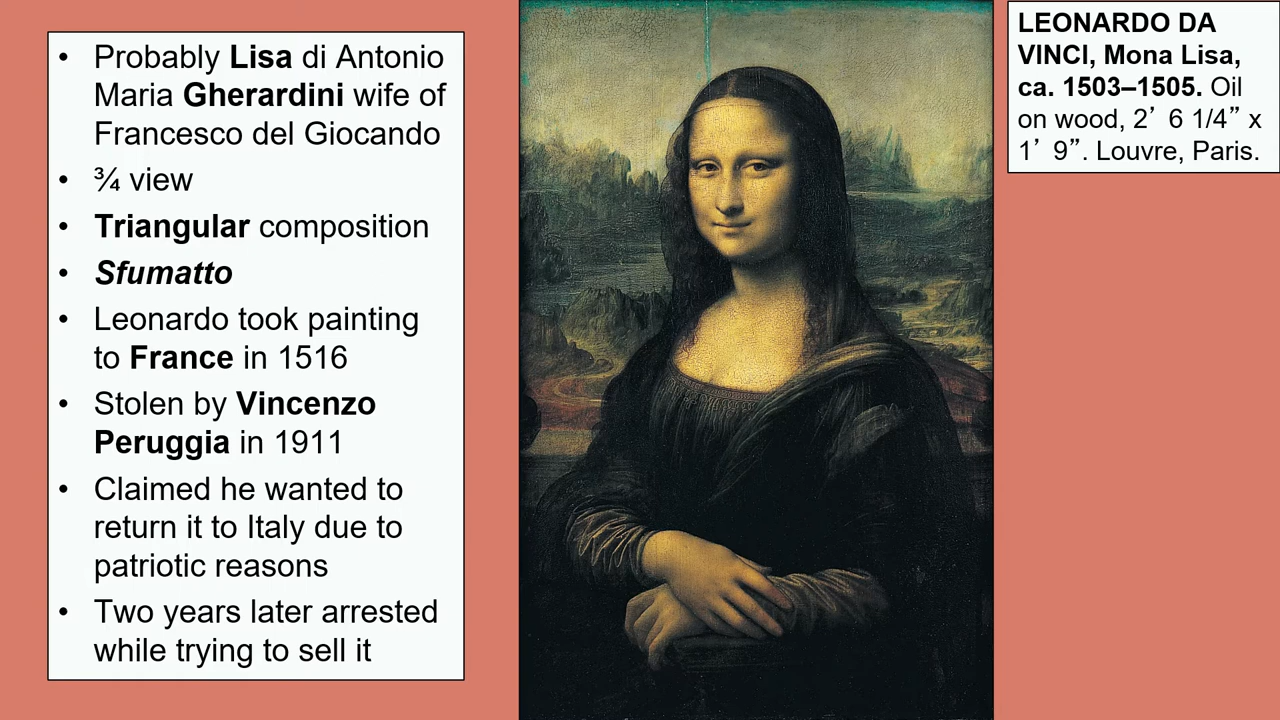 • Probably Lisa di Antonio
Maria Gherardini wife of
Francesco del Giocando
• ¾ view
• Triangular composition
• Sfumatto
• Leonardo took painting
to France in 1516
• Stolen by Vincenzo
Peruggia in 1911
• Claimed he wanted to
return it to Italy due to
patriotic reasons
• Two years later arrested
while trying to sell it
LEONARDO DA
VINCI, Mona Lisa,
ca. 1503–1505. Oil
on wood, 2’ 6 1/4” x
1’ 9”. Louvre, Paris.